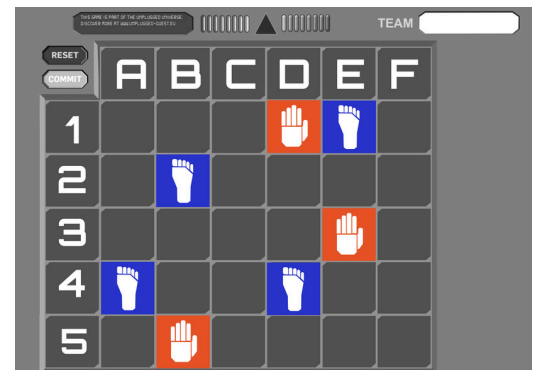 THIS GAME IS PART OF THE UNPLUGGED UNIVERSE.
DISCOVER MORE AT WWW.UNPLUGGED-QUEST.EU
TEAM
RESET
COMMIT
A B C D E F
1
2
3
4
5